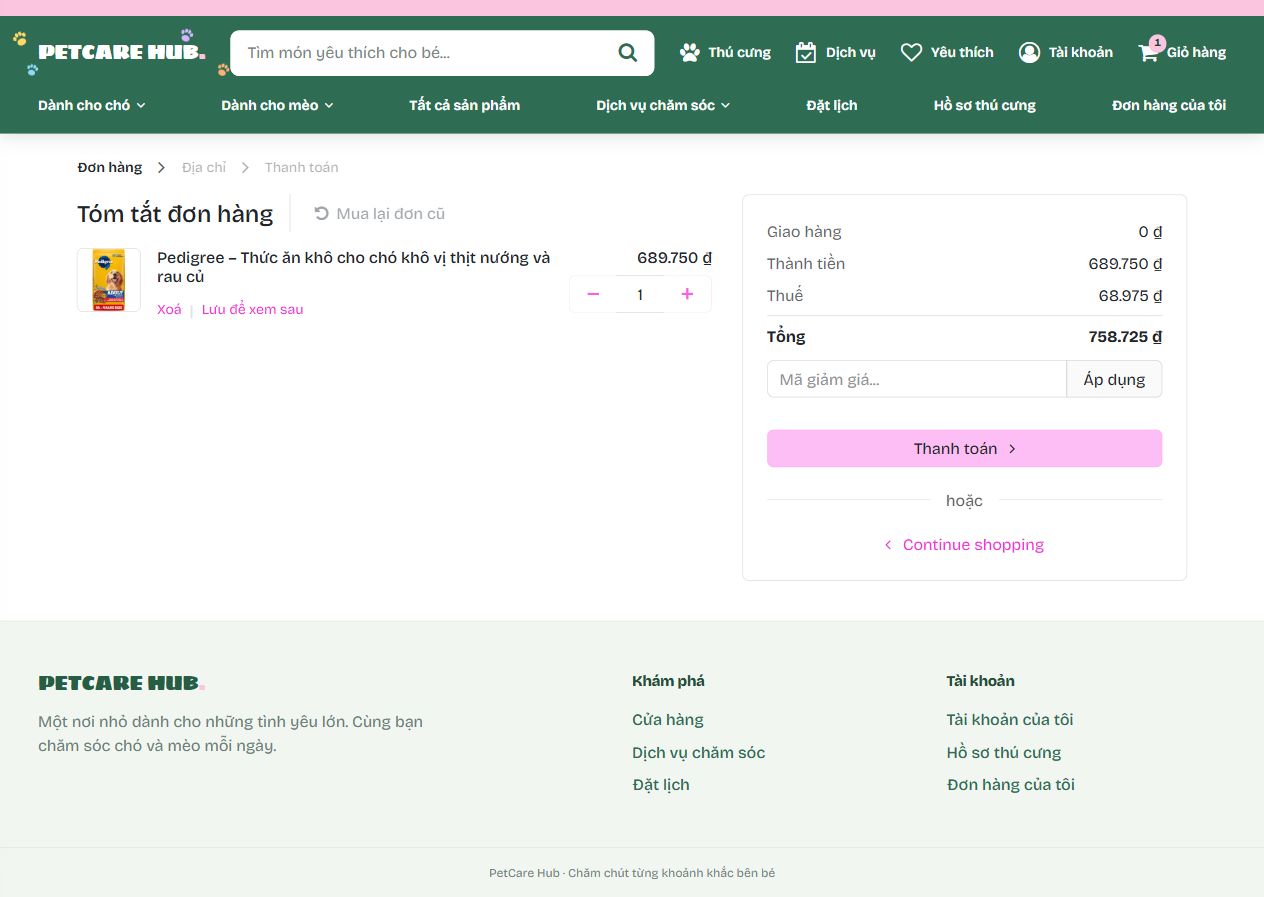 PETCARE HUB.
Tìm món yêu thích cho bé...
Thú cưng
Dịch vụ
Yêu thích
Tài khoản
1
Giỏ hàng
Dành cho chó
Dành cho mèo
Tất cả sản phẩm
Dịch vụ chăm sóc
Đặt lịch
Hồ sơ thú cưng
Đơn hàng của tôi
Đơn hàng
Địa chỉ
Thanh toán
Tóm tắt đơn hàng
Mua lại đơn cũ
Pedigree – Thức ăn khô cho chó khô vị thịt nướng và
rau củ
689.750 ₫
Xoá | Lưu để xem sau
− 1 +
Giao hàng 0 ₫
Thành tiền 689.750 ₫
Thuế 68.975 ₫
Tổng 758.725 ₫
Mã giảm giá...
Áp dụng
Thanh toán
hoặc
Continue shopping
PETCARE HUB.
Một nơi nhỏ dành cho những tình yêu lớn. Cùng bạn
chăm sóc chó và mèo mỗi ngày.
Khám phá
Cửa hàng
Dịch vụ chăm sóc
Đặt lịch
Tài khoản
Tài khoản của tôi
Hồ sơ thú cưng
Đơn hàng của tôi
PetCare Hub · Chăm chút từng khoảnh khắc bên bé